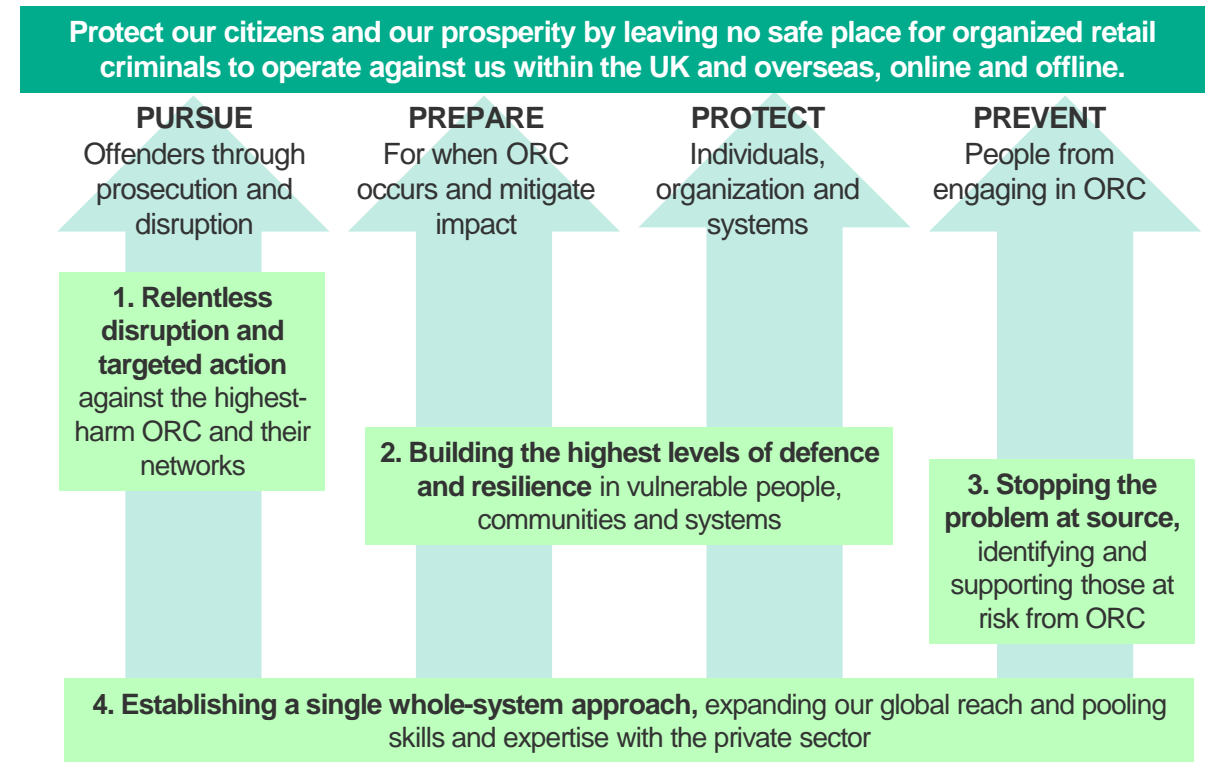 Protect our citizens and our prosperity by leaving no safe place for organized retail
criminals to operate against us within the UK and overseas, online and offline.
PURSUE
Offenders through
prosecution and
disruption
PREPARE
For when ORC
occurs and mitigate
impact
PROTECT
Individuals,
organization and
systems
PREVENT
People from
engaging in ORC
1. Relentless
disruption and
targeted action
against the highest-
harm ORC and their
networks
2. Building the highest levels of defence
and resilience in vulnerable people,
communities and systems
3. Stopping the
problem at source,
identifying and
supporting those at
risk from ORC
4. Establishing a single whole-system approach, expanding our global reach and pooling
skills and expertise with the private sector